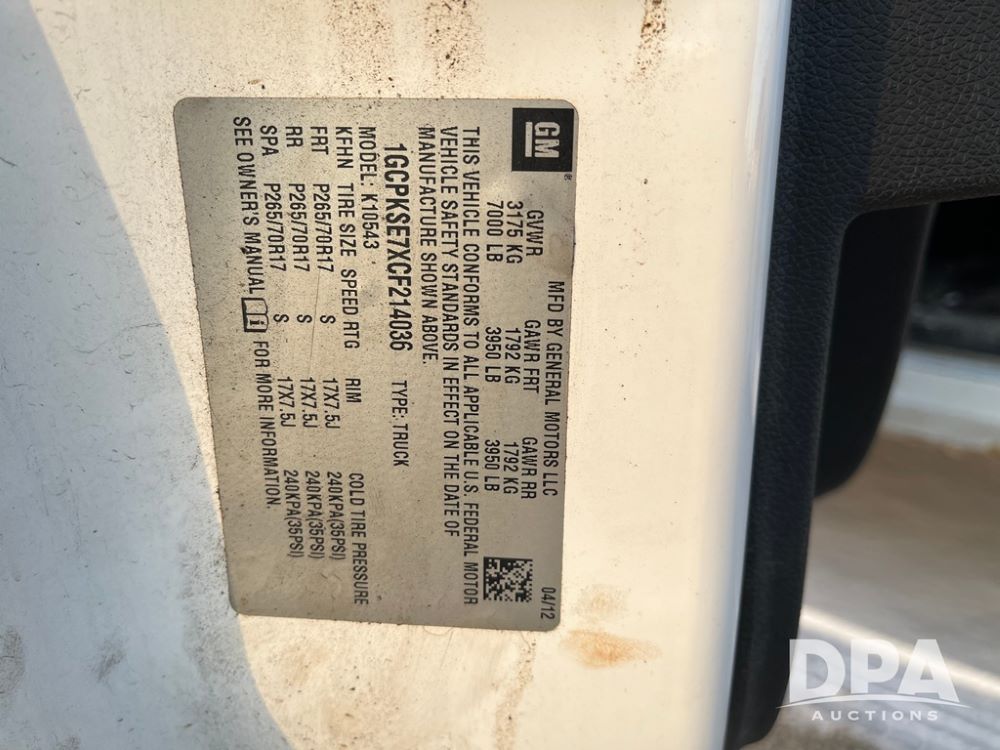 GM
®
MFD BY GENERAL MOTORS LLC 04/12
GVWR GAWR FRT GAWR RR
3175 KG 1792 KG 1792 KG
7000 LB 3950 LB 3950 LB
THIS VEHICLE CONFORMS TO ALL APPLICABLE U.S. FEDERAL MOTOR
VEHICLE SAFETY STANDARDS IN EFFECT ON THE DATE OF
MANUFACTURE SHOWN ABOVE.
1GCPKSE7XCF214036 TYPE: TRUCK
MODEL: K10543
KFHN TIRE SIZE SPEED RTG RIM COLD TIRE PRESSURE
FRT P265/70R17 S 17X7.5J 240KPA(35PSI)
RR P265/70R17 S 17X7.5J 240KPA(35PSI)
SPA P265/70R17 S 17X7.5J 240KPA(35PSI)
SEE OWNER'S MANUAL i FOR MORE INFORMATION.
DPA
AUCTIONS